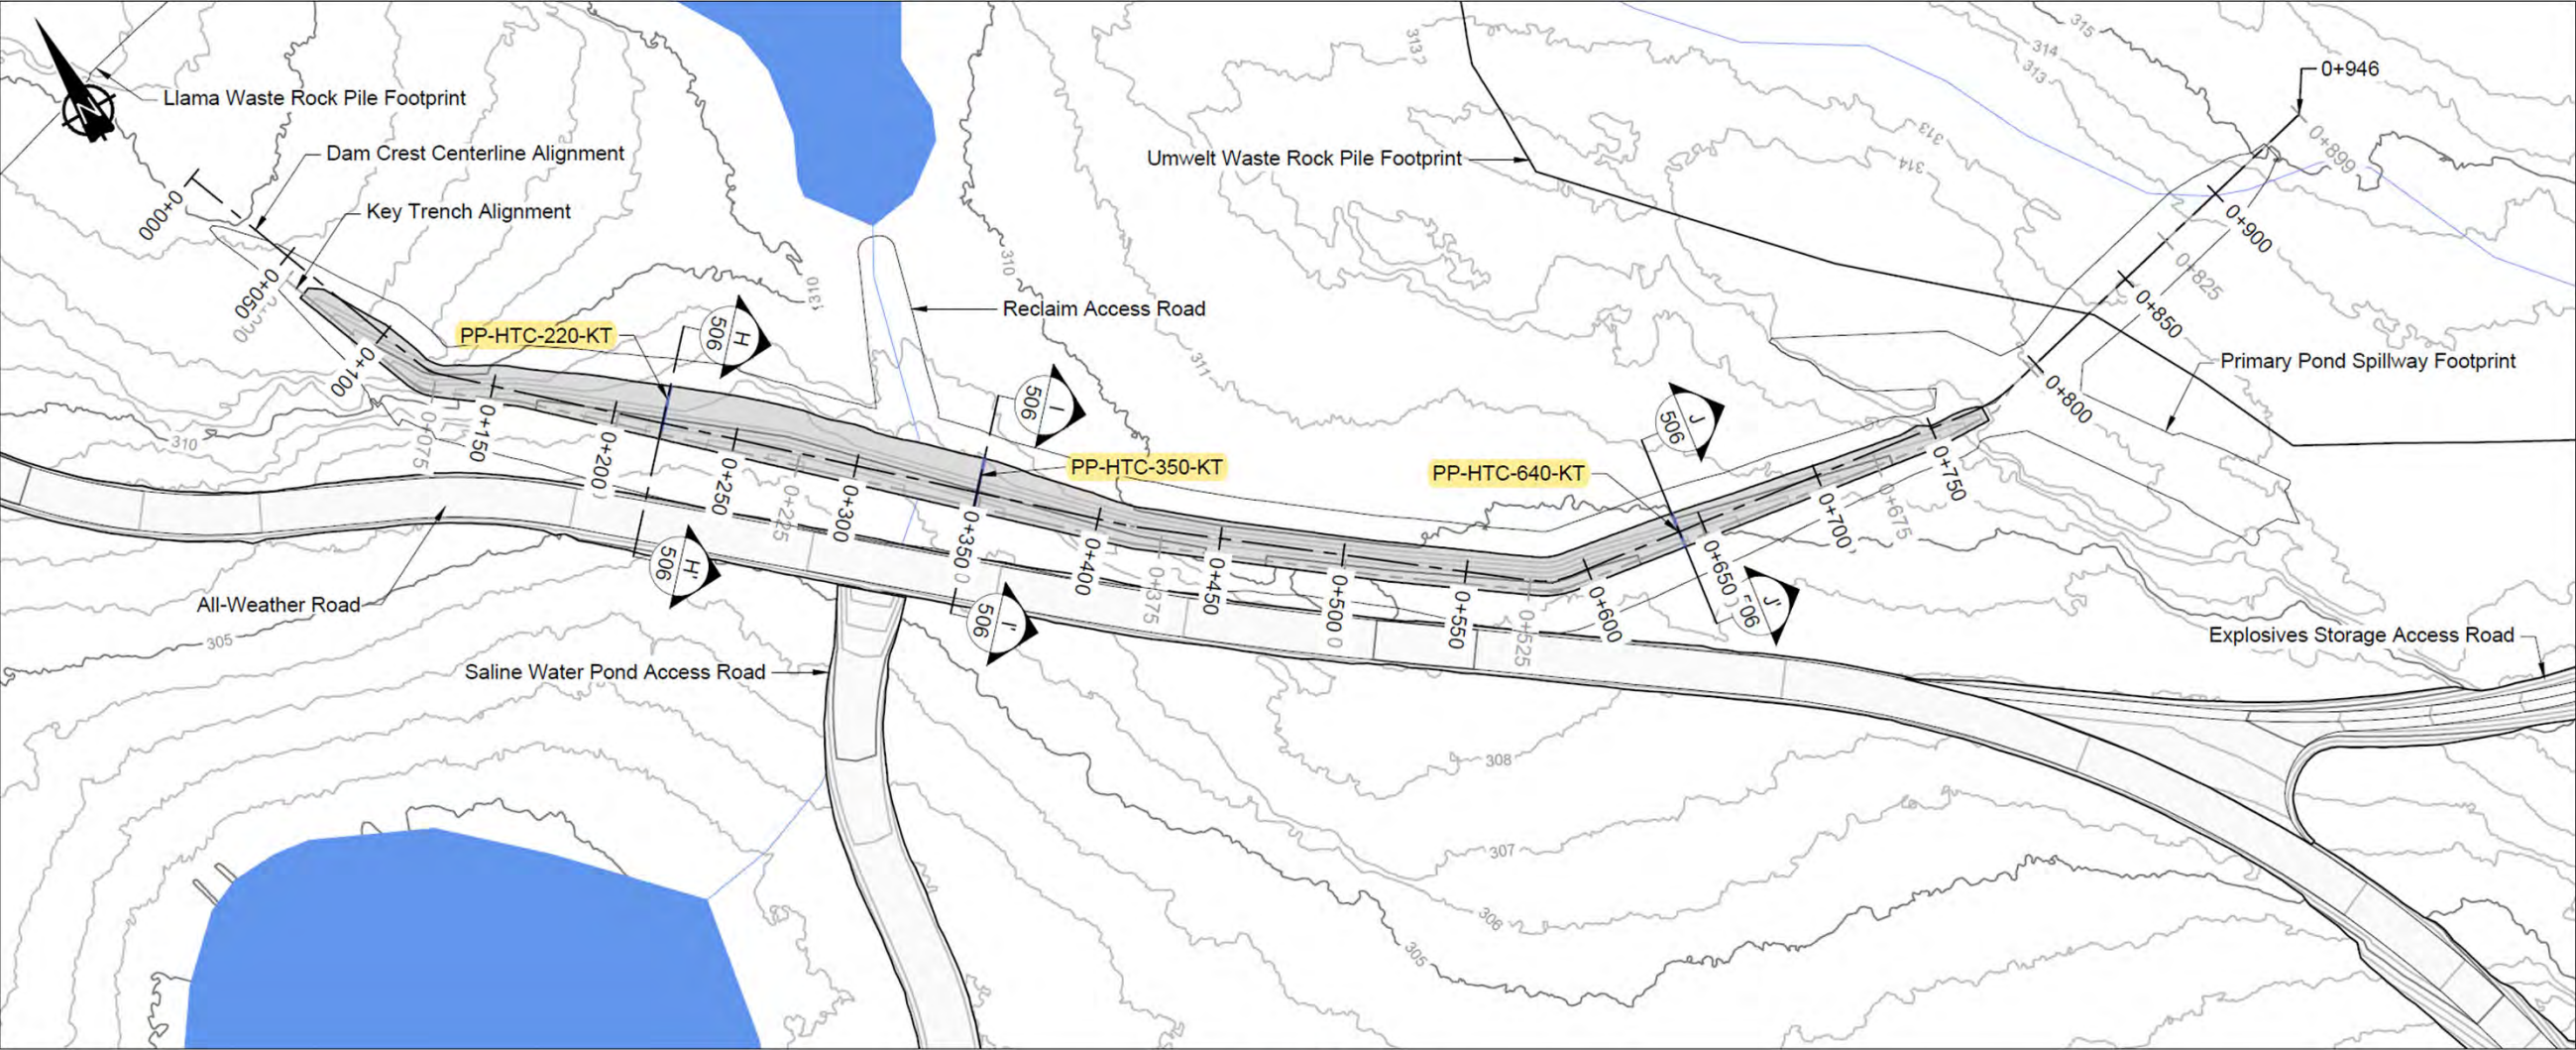 315
314
313
313
0+946
Llama Waste Rock Pile Footprint
N
Dam Crest Centerline Alignment
Umwelt Waste Rock Pile Footprint
313
314
0+899
Key Trench Alignment
0+000
0+900
310
310
0+825
0+050
Reclaim Access Road
0+850
PP-HTC-220-KT
H
506
311
Primary Pond Spillway Footprint
0+100
0+800
I
506
J
506
310
0+075
0+150
0+200
0+250
0+225
0+300
PP-HTC-350-KT
PP-HTC-640-KT
0+750
0+350
0+400
0+375
0+450
0+500
0+550
0+525
0+600
0+650
0+700
0+675
H'
506
I'
506
J'
506
All-Weather Road
305
Saline Water Pond Access Road
Explosives Storage Access Road
308
307
306
305